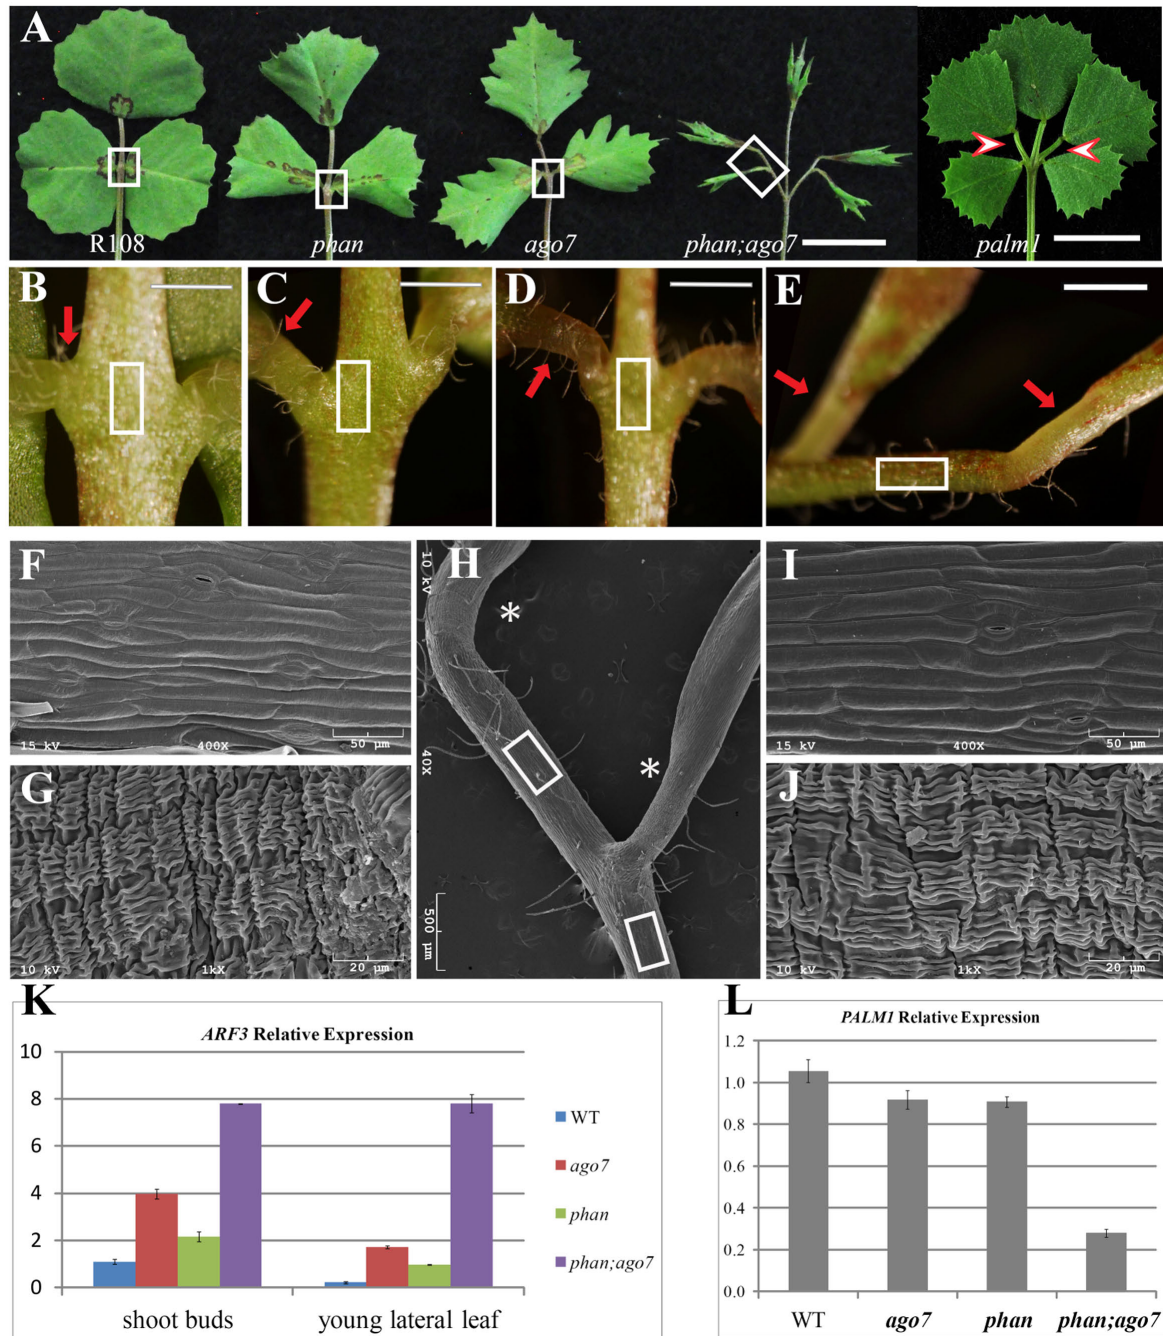 A
R108
phan
ago7
phan;ago7
palm1
B
C
D
E
F
15 kV
400X
50 µm
G
10 kV
1kX
20 µm
H
10 kV
40X
500 µm
*
*
I
15 kV
400X
50 µm
J
10 kV
1kX
20 µm
K
ARF3 Relative Expression
10
8
6
4
2
0
shoot buds
young lateral leaf
WT
ago7
phan
phan;ago7
L
PALM1 Relative Expression
1.2
1.0
0.8
0.6
0.4
0.2
0.0
WT
ago7
phan
phan;ago7